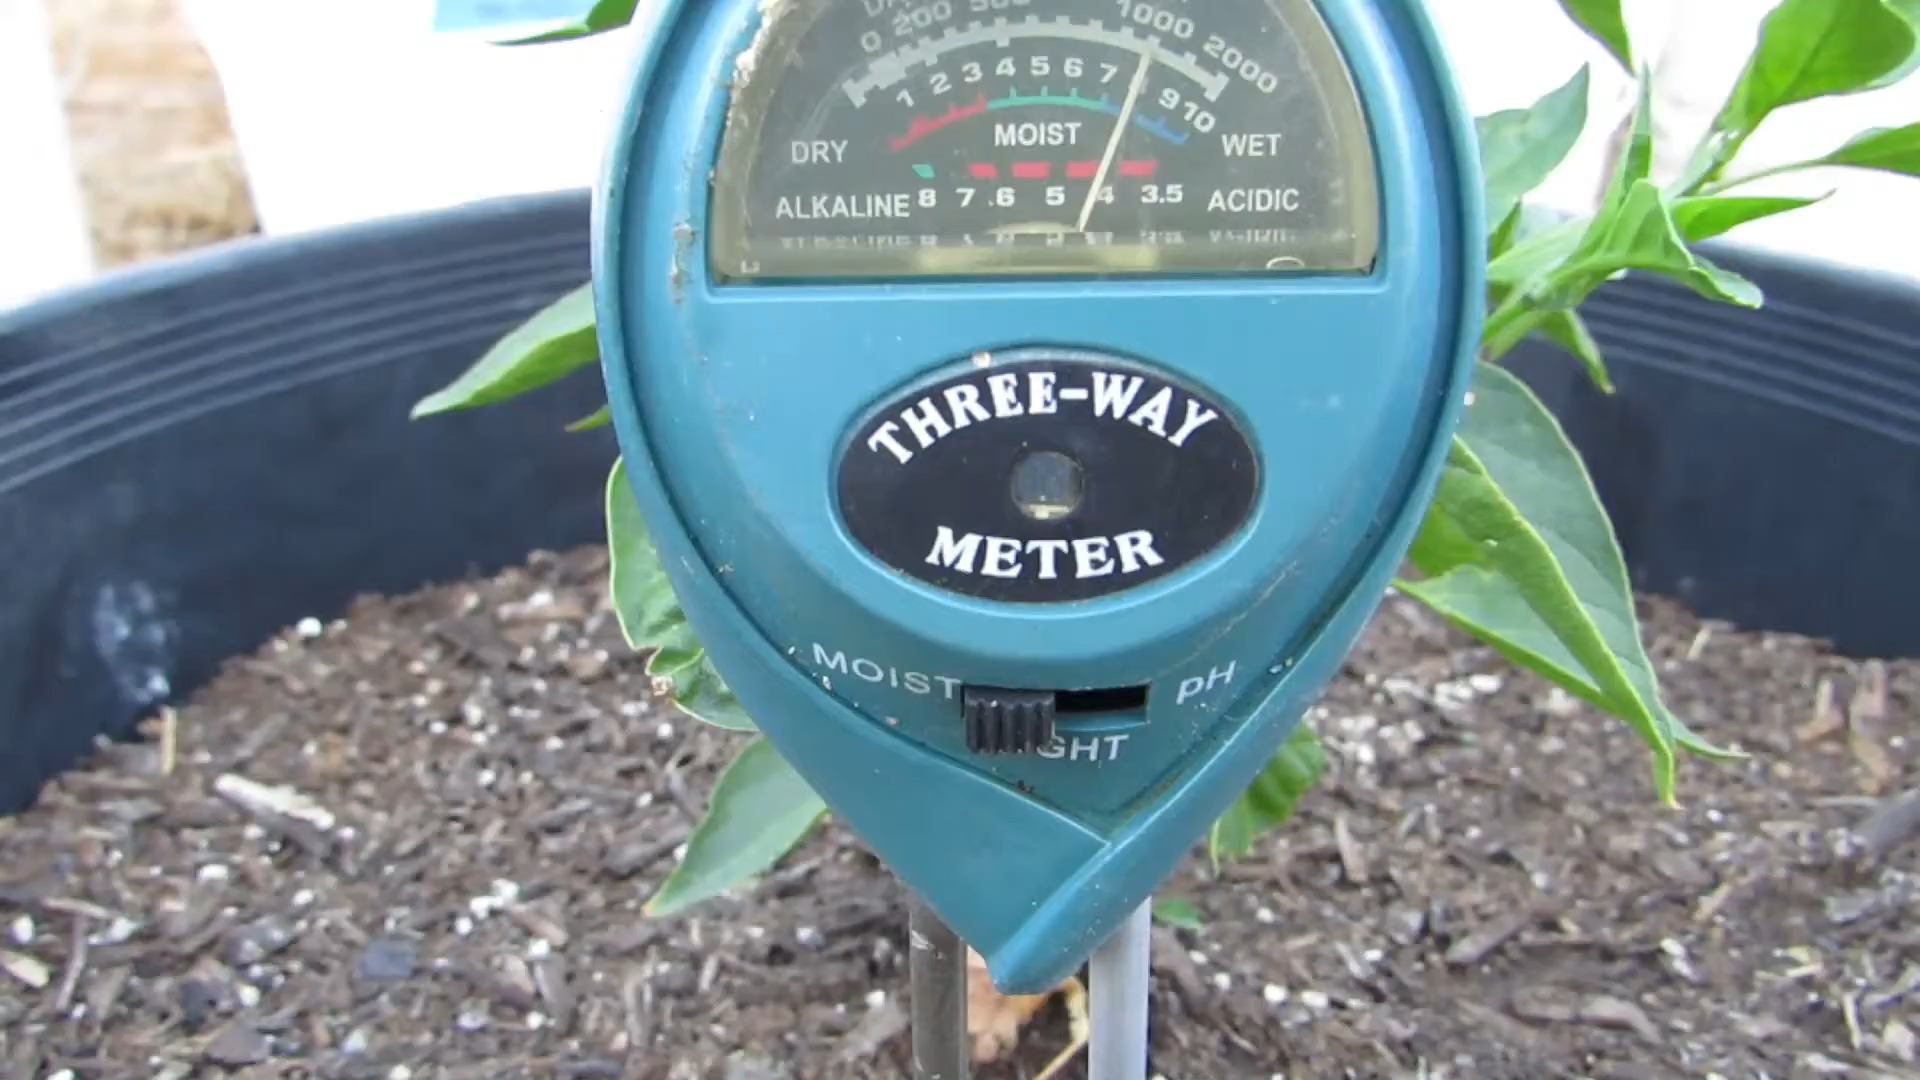 0 200 1000 2000
1 2 3 4 5 6 7 9 10
DRY MOIST WET
ALKALINE 8 7 6 5 4 3.5 ACIDIC
THREE-WAY
METER
MOIST pH
GHT